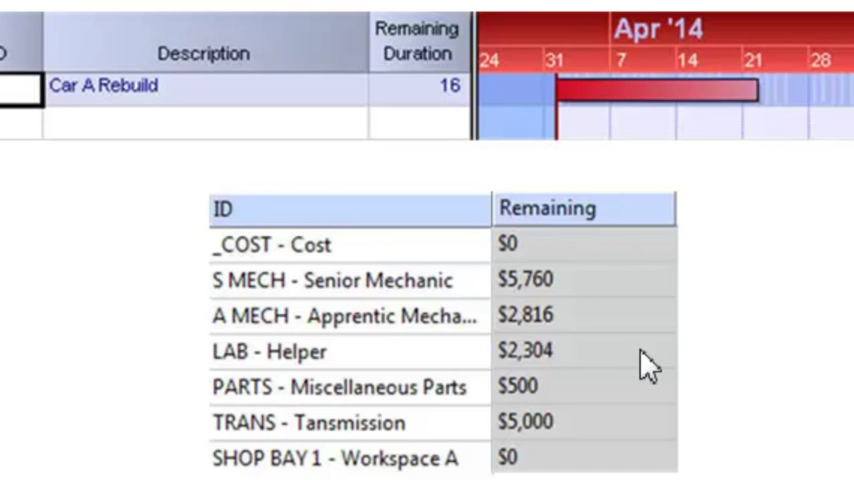 Remaining
Duration
Description
Apr '14
24 31 7 14 21 28
Car A Rebuild 16
ID Remaining
_COST - Cost $0
S MECH - Senior Mechanic $5,760
A MECH - Apprentic Mecha... $2,816
LAB - Helper $2,304
PARTS - Miscellaneous Parts $500
TRANS - Tansmission $5,000
SHOP BAY 1 - Workspace A $0